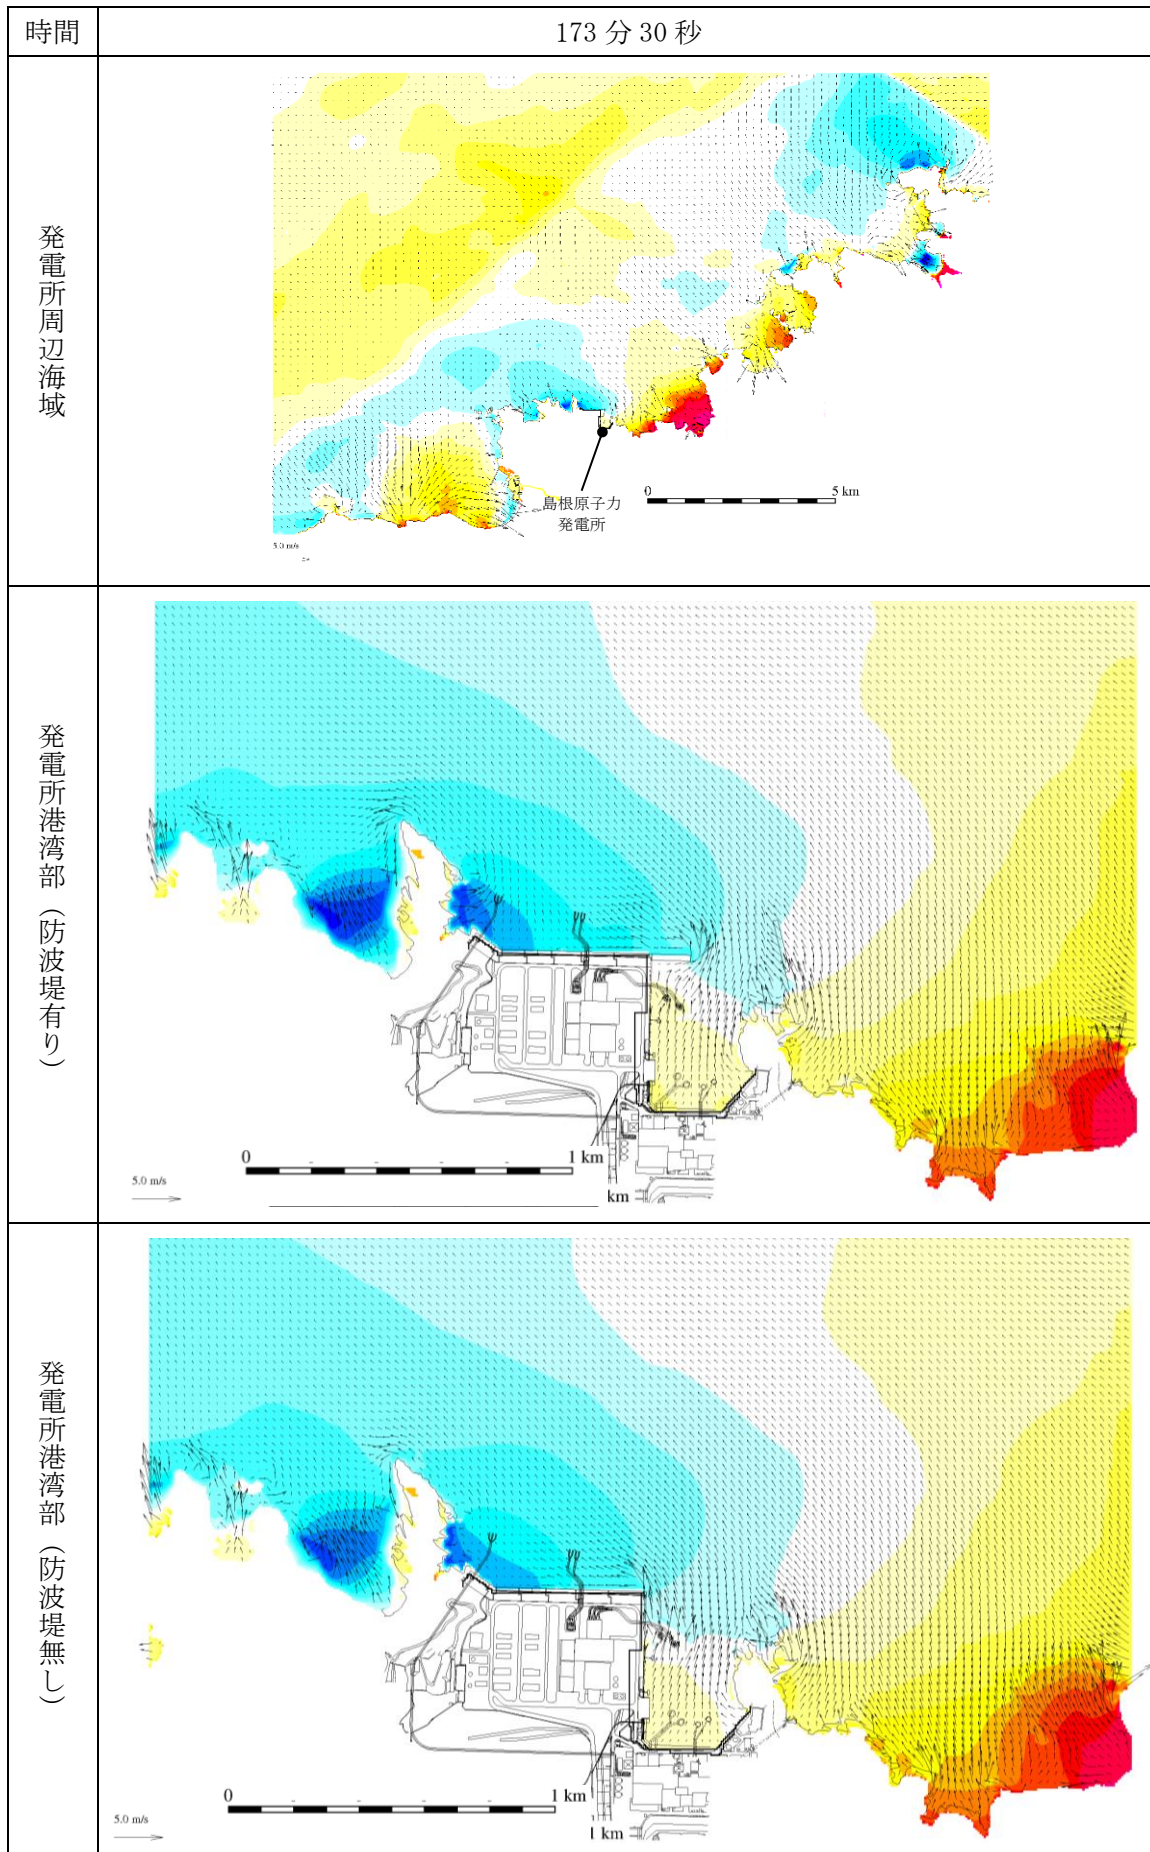 時間
173 分 30 秒
発電所周辺海域
島根原子力
発電所
0
5 km
5.0 m/s
発電所港湾部（防波堤有り）
0
1 km
5.0 m/s
km
発電所港湾部（防波堤無し）
0
1 km
5.0 m/s
1 km